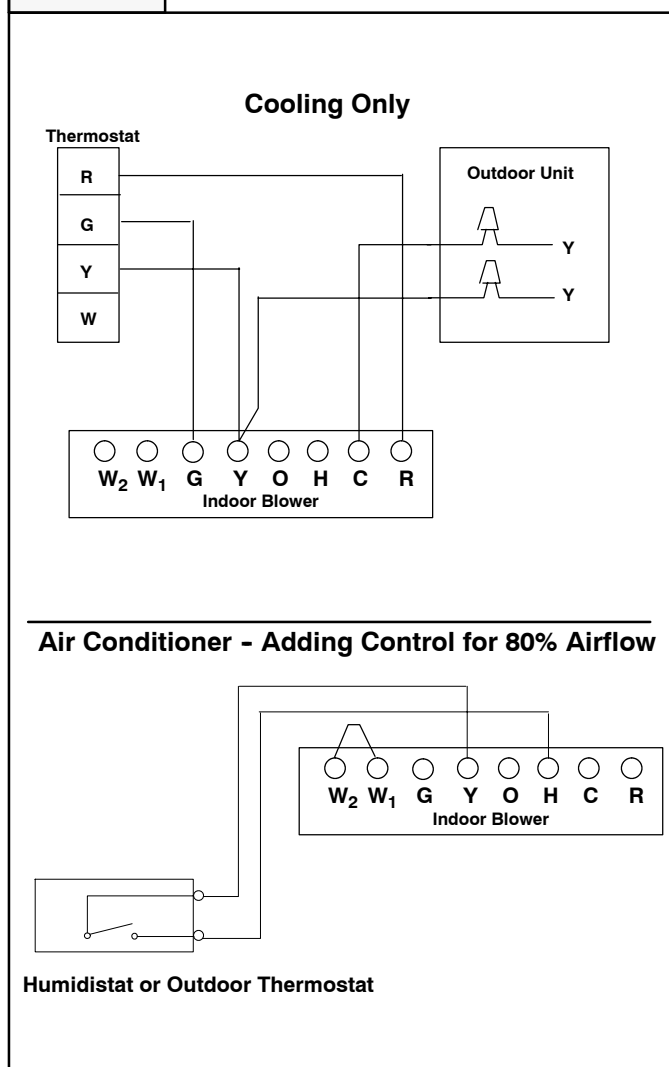 Cooling Only
Thermostat
R
G
Y
W
Outdoor Unit
Y
Y
W₂ W₁ G Y O H C R
Indoor Blower
Air Conditioner - Adding Control for 80% Airflow
W₂ W₁ G Y O H C R
Indoor Blower
Humidistat or Outdoor Thermostat